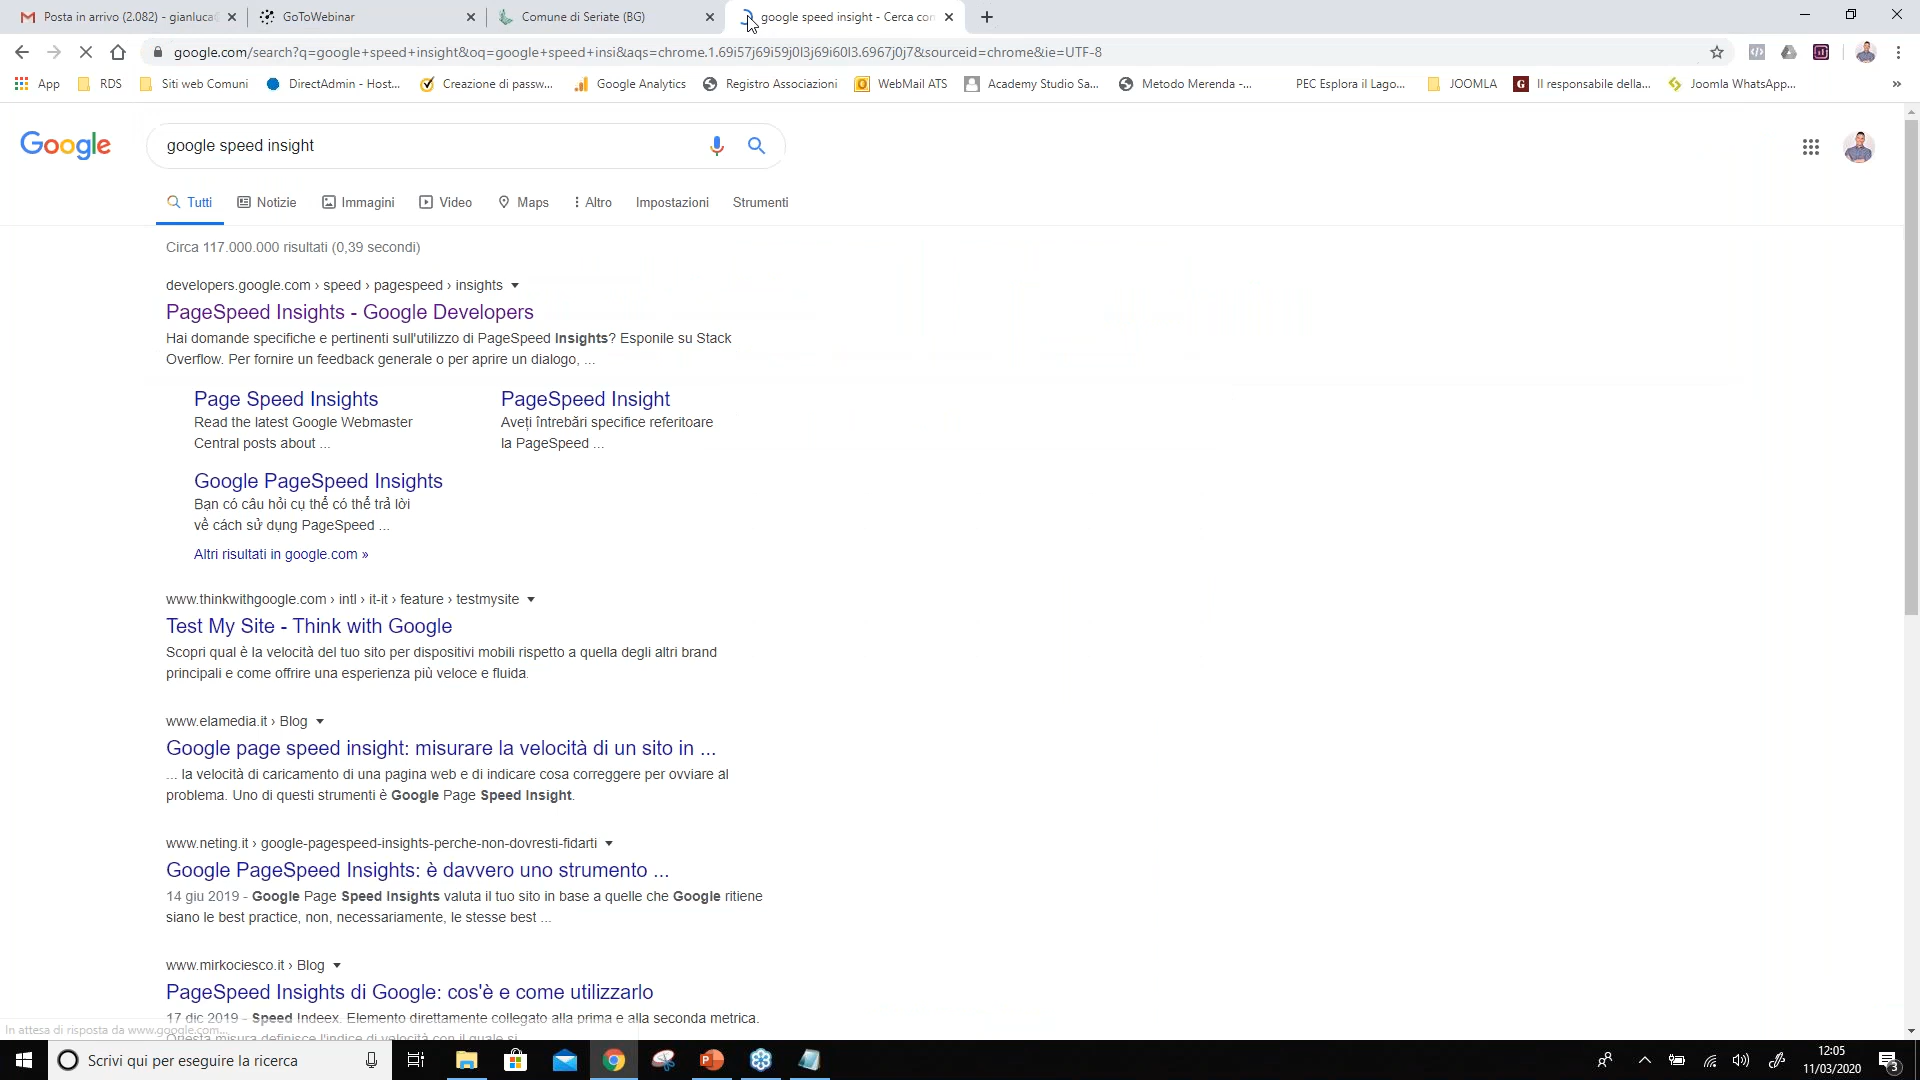 Posta in arrivo (2.082) - gianluca
GoToWebinar
Comune di Seriate (BG)
google speed insight - Cerca con
google.com/search?q=google+speed+insight&oq=google+speed+insi&aqs=chrome.1.69i57j69i59j0l3j69i60l3.6967j0j7&sourceid=chrome&ie=UTF-8
App
RDS
Siti web Comuni
DirectAdmin - Host...
Creazione di passw...
Google Analytics
Registro Associazioni
WebMail ATS
Academy Studio Sa...
Metodo Merenda -...
PEC Esplora il Lago...
JOOMLA
Il responsabile della...
Joomla WhatsApp...
Google
google speed insight
Tutti
Notizie
Immagini
Video
Maps
Altro
Impostazioni
Strumenti
Circa 117.000.000 risultati (0,39 secondi)
developers.google.com › speed › pagespeed › insights
PageSpeed Insights - Google Developers
Hai domande specifiche e pertinenti sull'utilizzo di PageSpeed Insights? Esponile su Stack
Overflow. Per fornire un feedback generale o per aprire un dialogo, ...
Page Speed Insights
Read the latest Google Webmaster
Central posts about ...
PageSpeed Insight
Aveți întrebări specifice referitoare
la PageSpeed ...
Google PageSpeed Insights
Bạn có câu hỏi cụ thể có thể trả lời
về cách sử dụng PageSpeed ...
Altri risultati in google.com »
www.thinkwithgoogle.com › intl › it-it › feature › testmysite
Test My Site - Think with Google
Scopri qual è la velocità del tuo sito per dispositivi mobili rispetto a quella degli altri brand
principali e come offrire una esperienza più veloce e fluida.
www.elamedia.it › Blog
Google page speed insight: misurare la velocità di un sito in ...
... la velocità di caricamento di una pagina web e di indicare cosa correggere per ovviare al
problema. Uno di questi strumenti è Google Page Speed Insight.
www.neting.it › google-pagespeed-insights-perche-non-dovresti-fidarti
Google PageSpeed Insights: è davvero uno strumento ...
14 giu 2019 - Google Page Speed Insights valuta il tuo sito in base a quelle che Google ritiene
siano le best practice, non, necessariamente, le stesse best ...
www.mirkociesco.it › Blog
PageSpeed Insights di Google: cos'è e come utilizzarlo
17 dic 2019 - Speed Indeex. Elemento direttamente collegato alla prima e alla seconda metrica.
Questa misura definisce l'indice di velocità con il quale si
In attesa di risposta da www.google.com...
Scrivi qui per eseguire la ricerca
12:05
11/03/2020
3